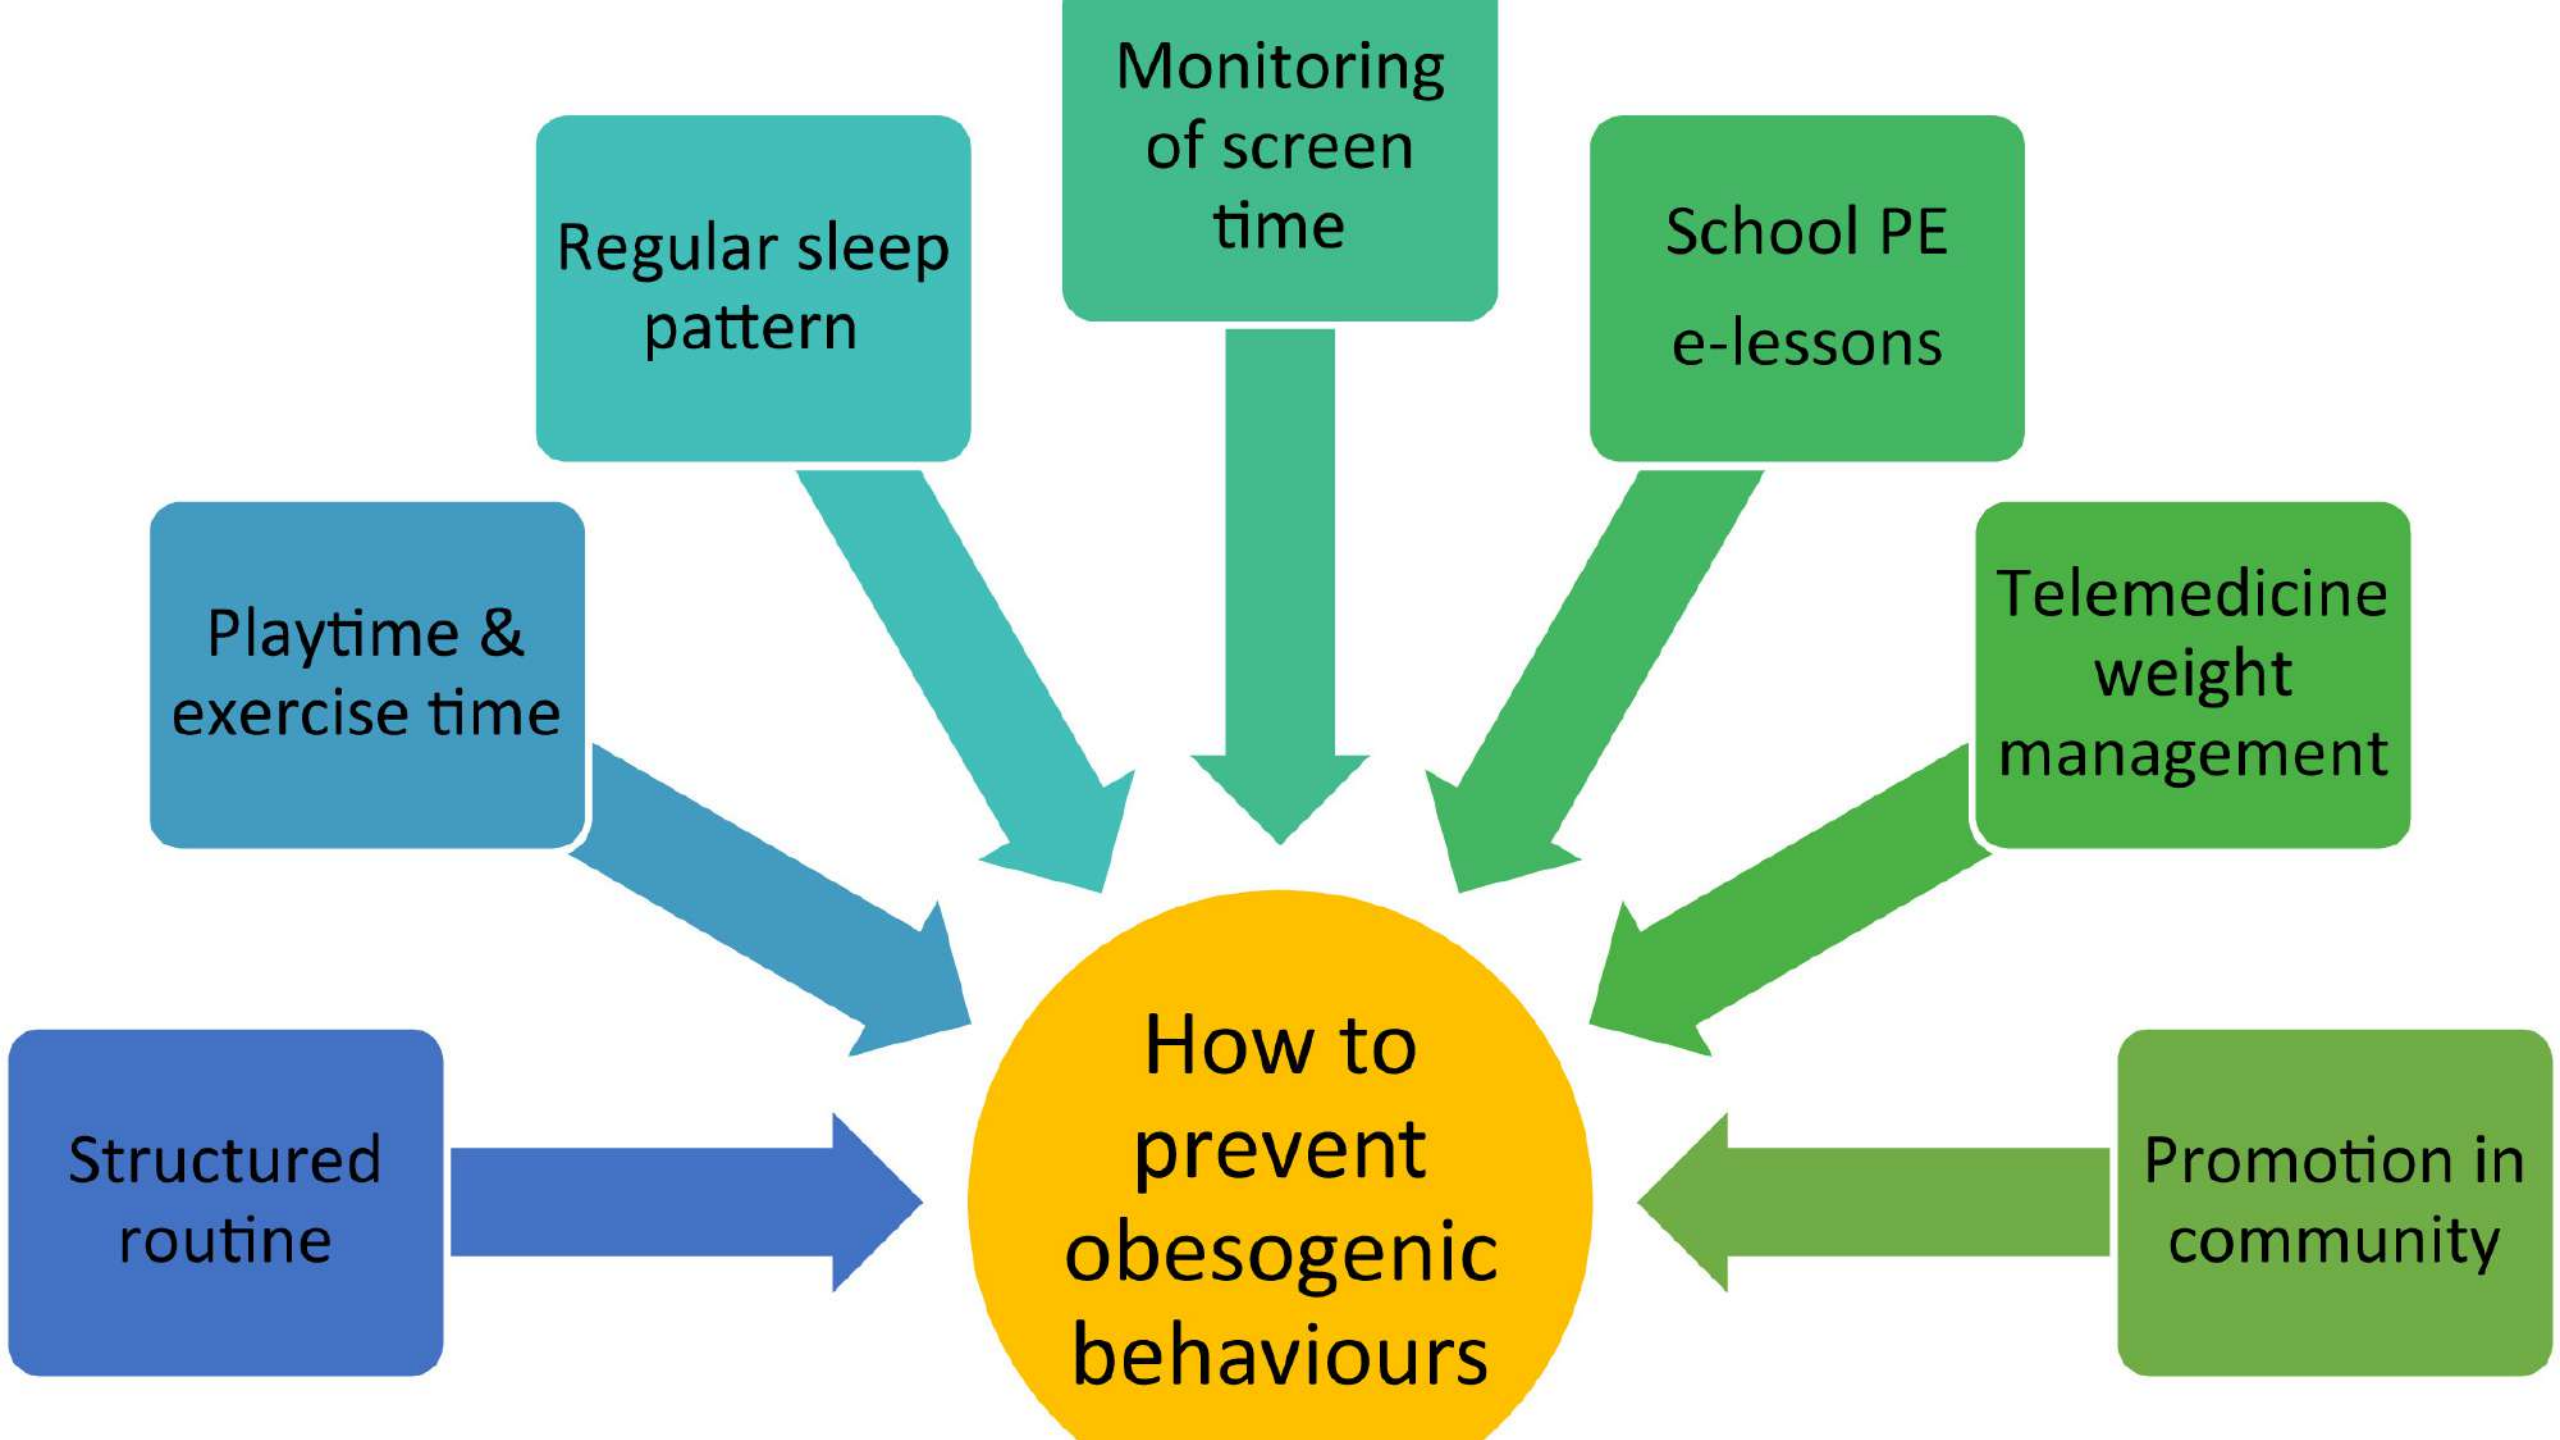 Monitoring
of screen
time
Regular sleep
pattern
School PE
e-lessons
Playtime &
exercise time
Telemedicine
weight
management
Structured
routine
How to
prevent
obesogenic
behaviours
Promotion in
community